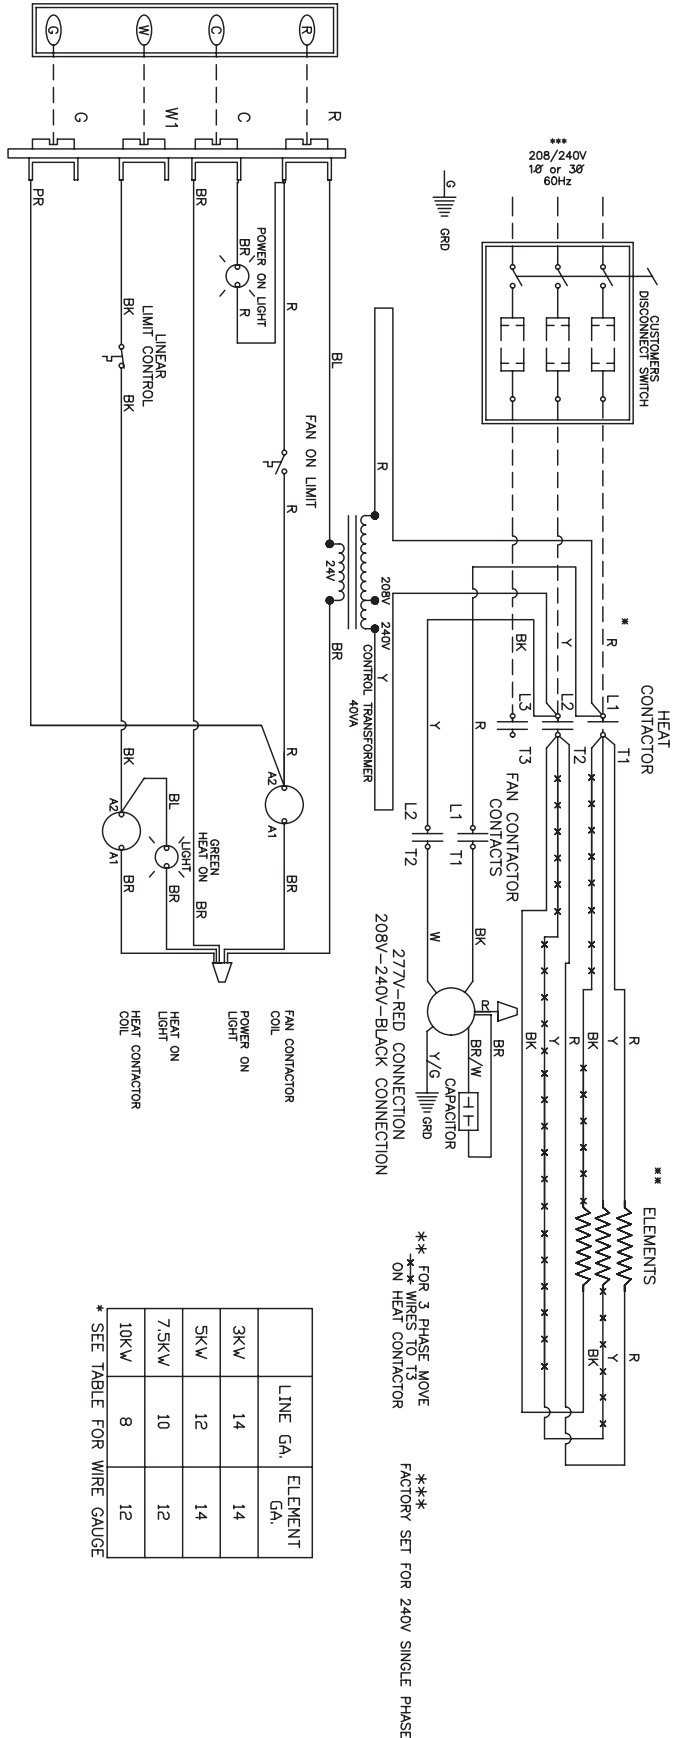 G
W
C
R
G
W1
C
R
***
208/240V
1Ø or 3Ø
60Hz
G
GRD
CUSTOMERS
DISCONNECT SWITCH
PR
BR
BR
POWER ON LIGHT
R
R
BL
BK
LINEAR
LIMIT CONTROL
BK
FAN ON LIMIT
R
R
24V
208V
240V
BR
CONTROL TRANSFORMER
40VA
Y
*
R
Y
BK
HEAT
CONTACTOR
L1
L2
L3
T1
T2
T3
Y
R
FAN CONTACTOR
CONTACTS
L2
L1
T2
T1
BK
R
A2
A1
BL
A2
A1
GREEN
HEAT ON
LIGHT
BR
BR
BR
BR
W
BK
277V-RED CONNECTION
208V-240V-BLACK CONNECTION
R
BR
BR/W
Y/G
CAPACITOR
GRD
BK
Y
R
BK
Y
R
**
ELEMENTS
BK
Y
R
FAN CONTACTOR
COIL
POWER ON
LIGHT
HEAT ON
LIGHT
HEAT CONTACTOR
COIL
** FOR 3 PHASE MOVE
WIRES TO T3
ON HEAT CONTACTOR
***
FACTORY SET FOR 240V SINGLE PHASE
LINE GA. ELEMENT GA.
3KW 14 14
5KW 12 14
7.5KW 10 12
10KW 8 12
* SEE TABLE FOR WIRE GAUGE